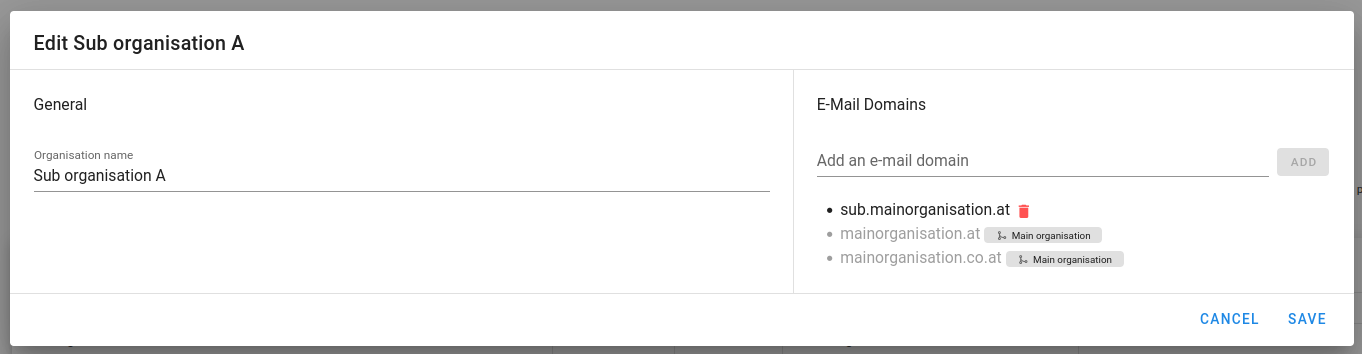 Edit Sub organisation A
General
Organisation name
Sub organisation A
E-Mail Domains
Add an e-mail domain
ADD
sub.mainorganisation.at
mainorganisation.at Main organisation
mainorganisation.co.at Main organisation
CANCEL SAVE